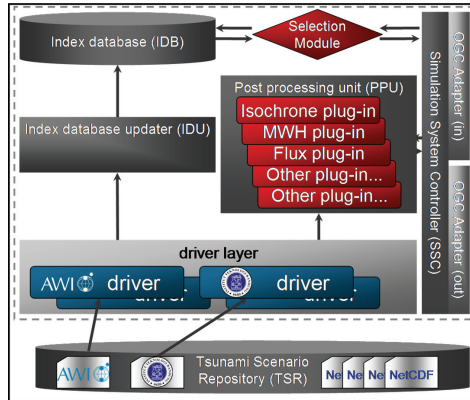 Index database (IDB)
Selection
Module
Simulation System
Controller (SSC)
OGC Adapter (in)
OGC Adapter (out)
Post processing unit (PPU)
Isochrone plug-in
MWH plug-in
Flux plug-in
Other plug-in...
Other plug-in...
Index database updater (IDU)
driver layer
AWI driver
driver
driver
driver
AWI
Tsunami Scenario
Repository (TSR)
Net
Ne
Ne
NetCDF